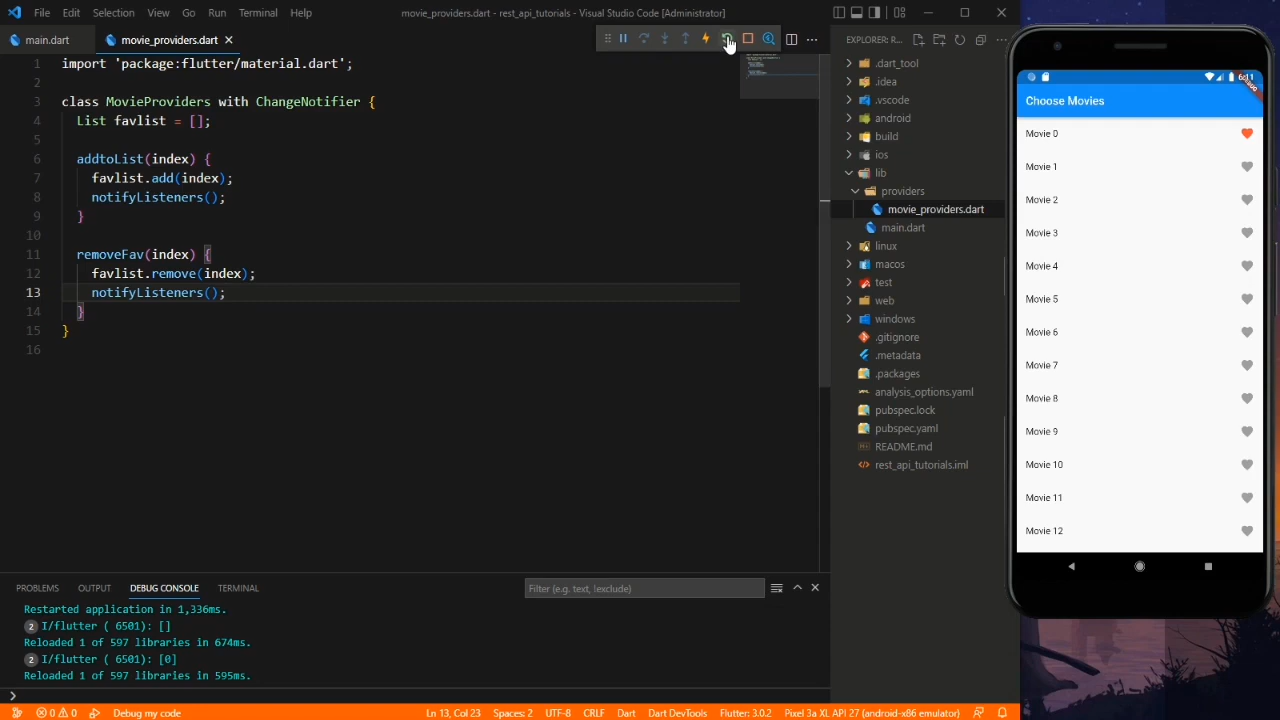 File Edit Selection View Go Run Terminal Help
movie_providers.dart - rest_api_tutorials - Visual Studio Code [Administrator]
main.dart
movie_providers.dart
EXPLORER: R...
1 import 'package:flutter/material.dart';
2
3 class MovieProviders with ChangeNotifier {
4 List favlist = [];
5
6 addtoList(index) {
7 favlist.add(index);
8 notifyListeners();
9 }
10
11 removeFav(index) {
12 favlist.remove(index);
13 notifyListeners();
14 }
15 }
16
.dart_tool
.idea
.vscode
android
build
ios
lib
providers
movie_providers.dart
main.dart
linux
macos
test
web
windows
.gitignore
.metadata
.packages
analysis_options.yaml
pubspec.lock
pubspec.yaml
README.md
rest_api_tutorials.iml
PROBLEMS OUTPUT DEBUG CONSOLE TERMINAL
Filter (e.g. text, !exclude)
Restarted application in 1,336ms.
2 I/flutter ( 6501): []
Reloaded 1 of 597 libraries in 674ms.
2 I/flutter ( 6501): [0]
Reloaded 1 of 597 libraries in 595ms.
0 0 Debug my code
Ln 13, Col 23 Spaces: 2 UTF-8 CRLF Dart Dart DevTools Flutter: 3.0.2 Pixel 3a XL API 27 (android-x86 emulator)
6:11
Choose Movies
Movie 0
Movie 1
Movie 2
Movie 3
Movie 4
Movie 5
Movie 6
Movie 7
Movie 8
Movie 9
Movie 10
Movie 11
Movie 12